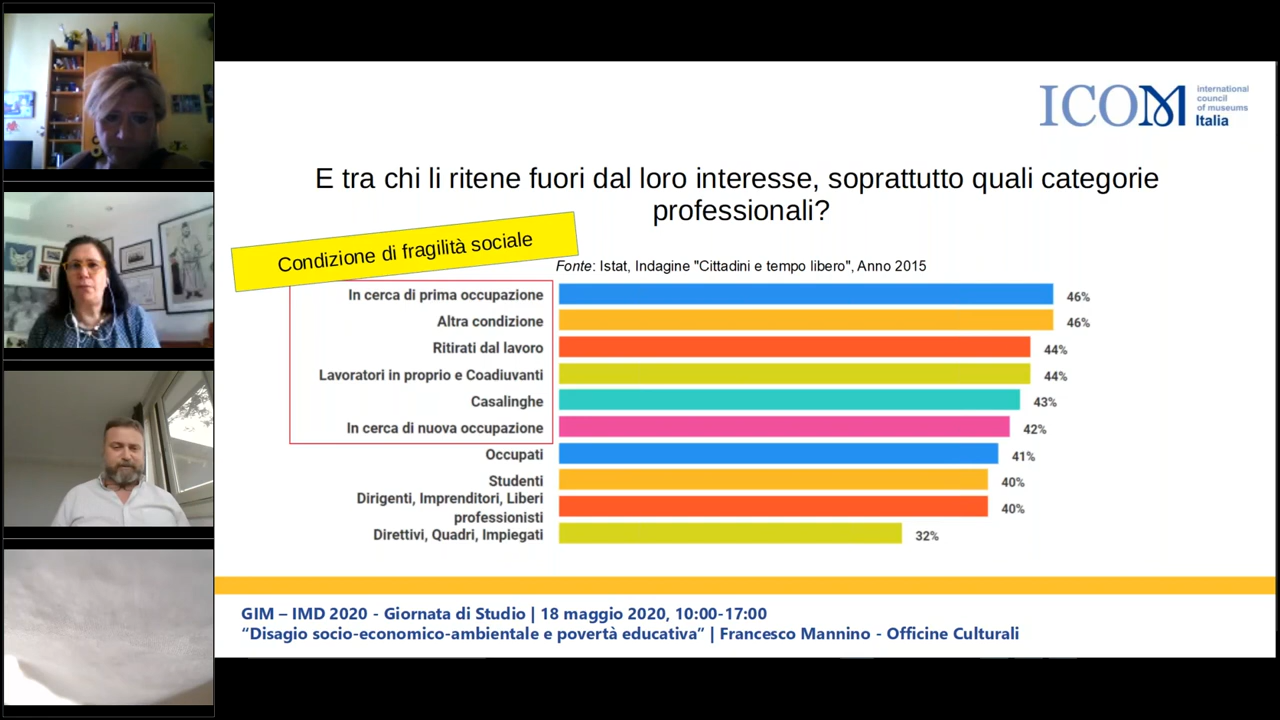 ICOM
international
council
of museums
Italia
E tra chi li ritene fuori dal loro interesse, soprattutto quali categorie
professionali?
Condizione di fragilità sociale
Fonte: Istat, Indagine "Cittadini e tempo libero", Anno 2015
In cerca di prima occupazione 46%
Altra condizione 46%
Ritirati dal lavoro 44%
Lavoratori in proprio e Coadiuvanti 44%
Casalinghe 43%
In cerca di nuova occupazione 42%
Occupati 41%
Studenti 40%
Dirigenti, Imprenditori, Liberi
professionisti 40%
Direttivi, Quadri, Impiegati 32%
GIM – IMD 2020 - Giornata di Studio | 18 maggio 2020, 10:00-17:00
“Disagio socio-economico-ambientale e povertà educativa” | Francesco Mannino - Officine Culturali